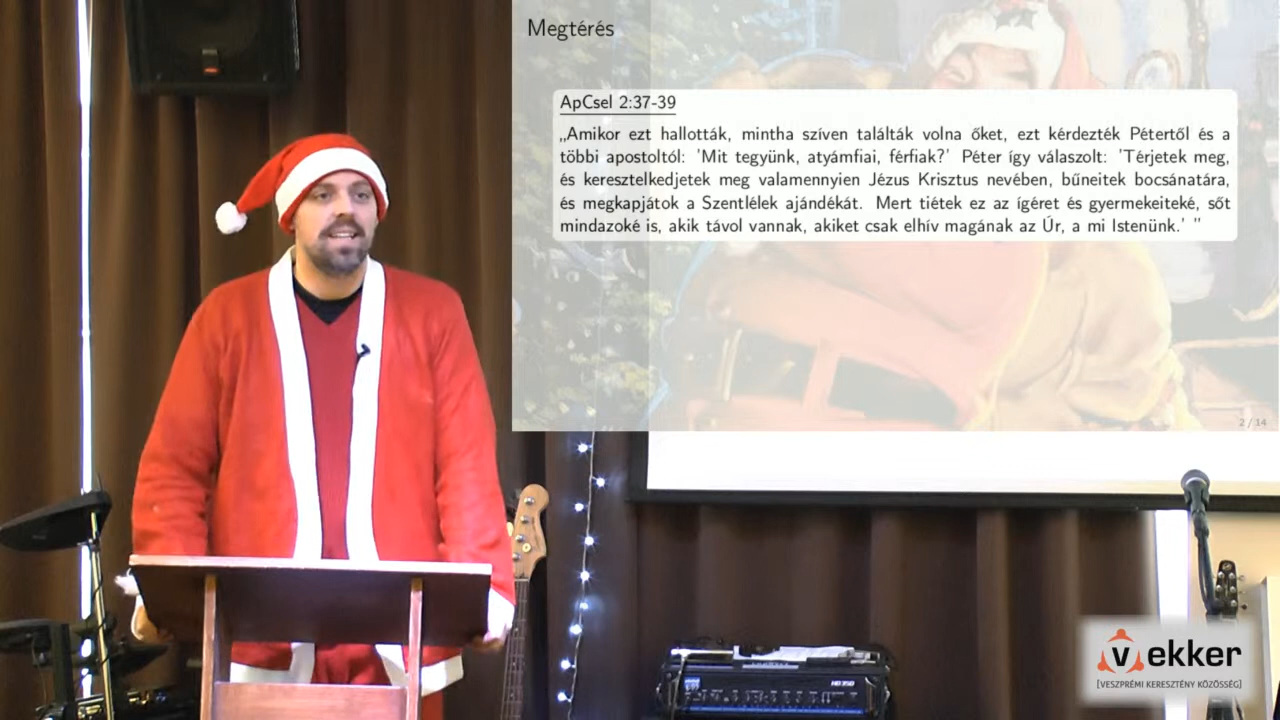 Megtérés
ApCsel 2:37-39
„Amikor ezt hallották, mintha szíven találták volna őket, ezt kérdezték Pétertől és a
többi apostoltól: 'Mit tegyünk, atyámfiai, férfiak?' Péter így válaszolt: 'Térjetek meg,
és keresztelkedjetek meg valamennyien Jézus Krisztus nevében, bűneitek bocsánatára,
és megkapjátok a Szentlélek ajándékát. Mert tiétek ez az ígéret és gyermekeiteké, sőt
mindazoké is, akik távol vannak, akiket csak elhív magának az Úr, a mi Istenünk.' ”
2 / 14
vekker
[VESZPRÉMI KERESZTÉNY KÖZÖSSÉG]